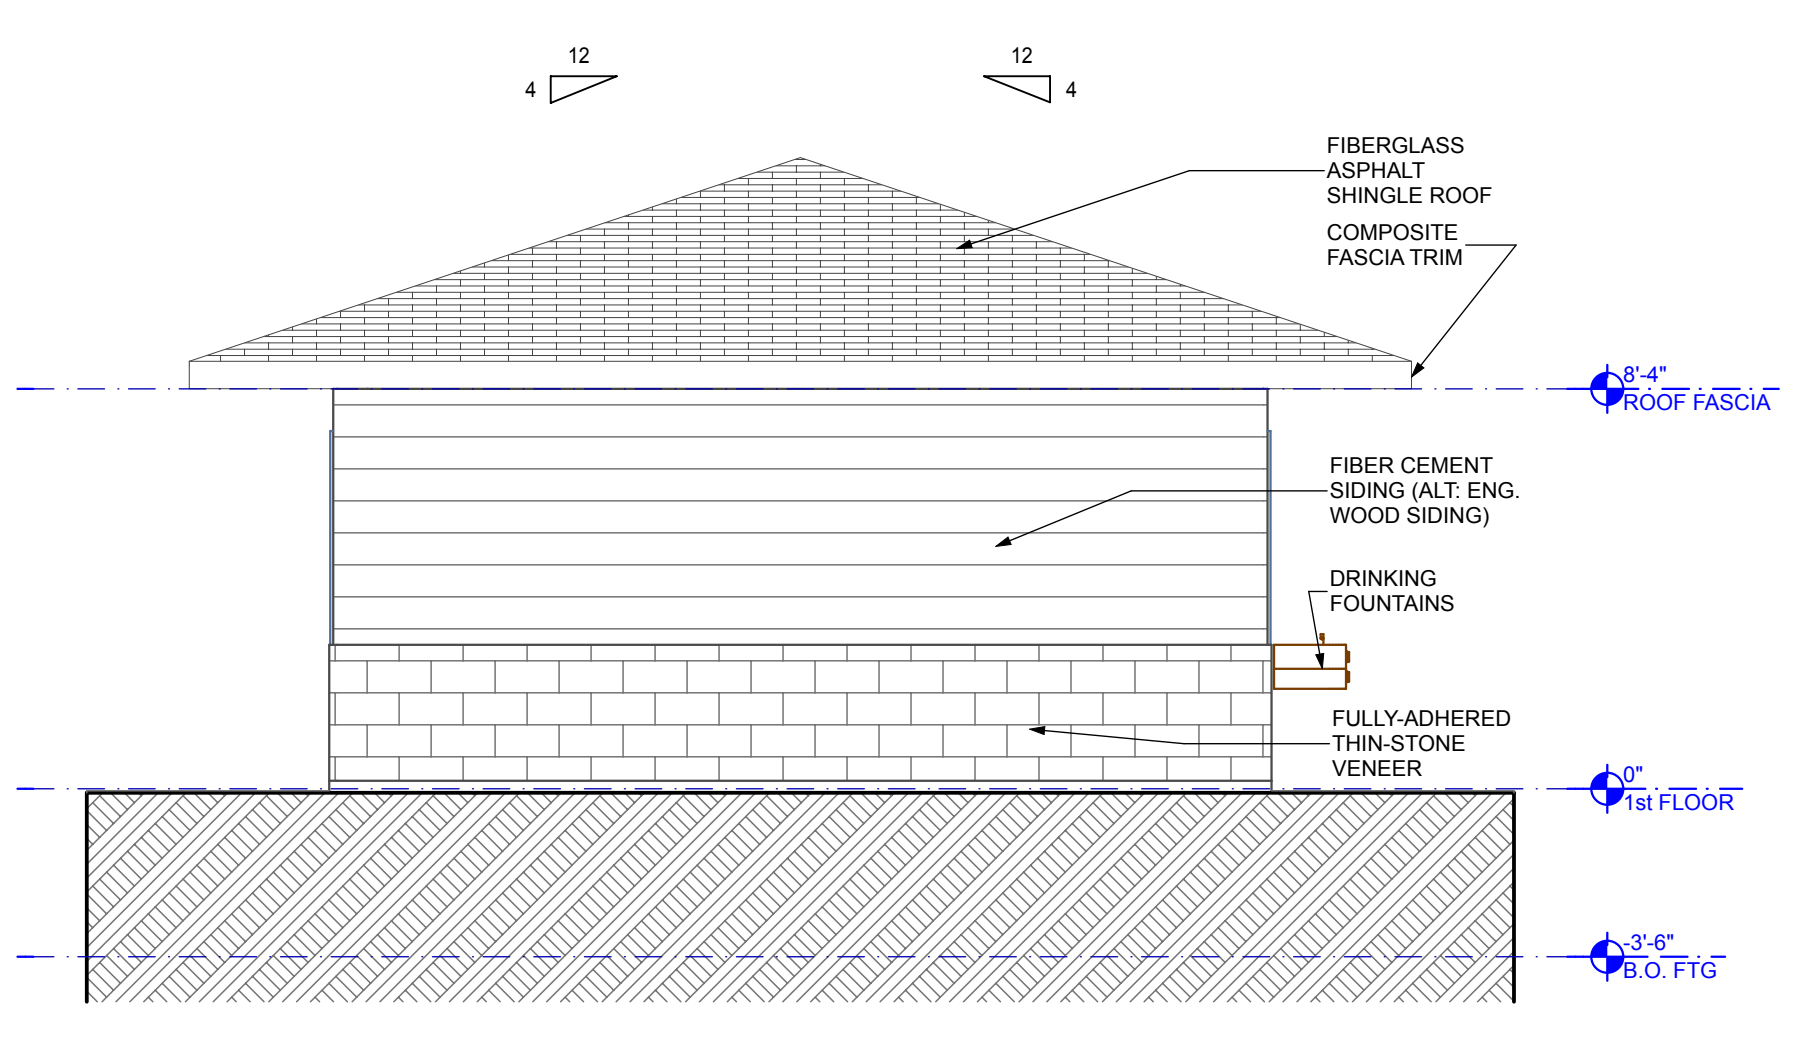 12
12
4
4
FIBERGLASS
ASPHALT
SHINGLE ROOF
COMPOSITE
FASCIA TRIM
8'-4"
ROOF FASCIA
FIBER CEMENT
SIDING (ALT: ENG.
WOOD SIDING)
DRINKING
FOUNTAINS
FULLY-ADHERED
THIN-STONE
VENEER
0"
1st FLOOR
-3'-6"
B.O. FTG